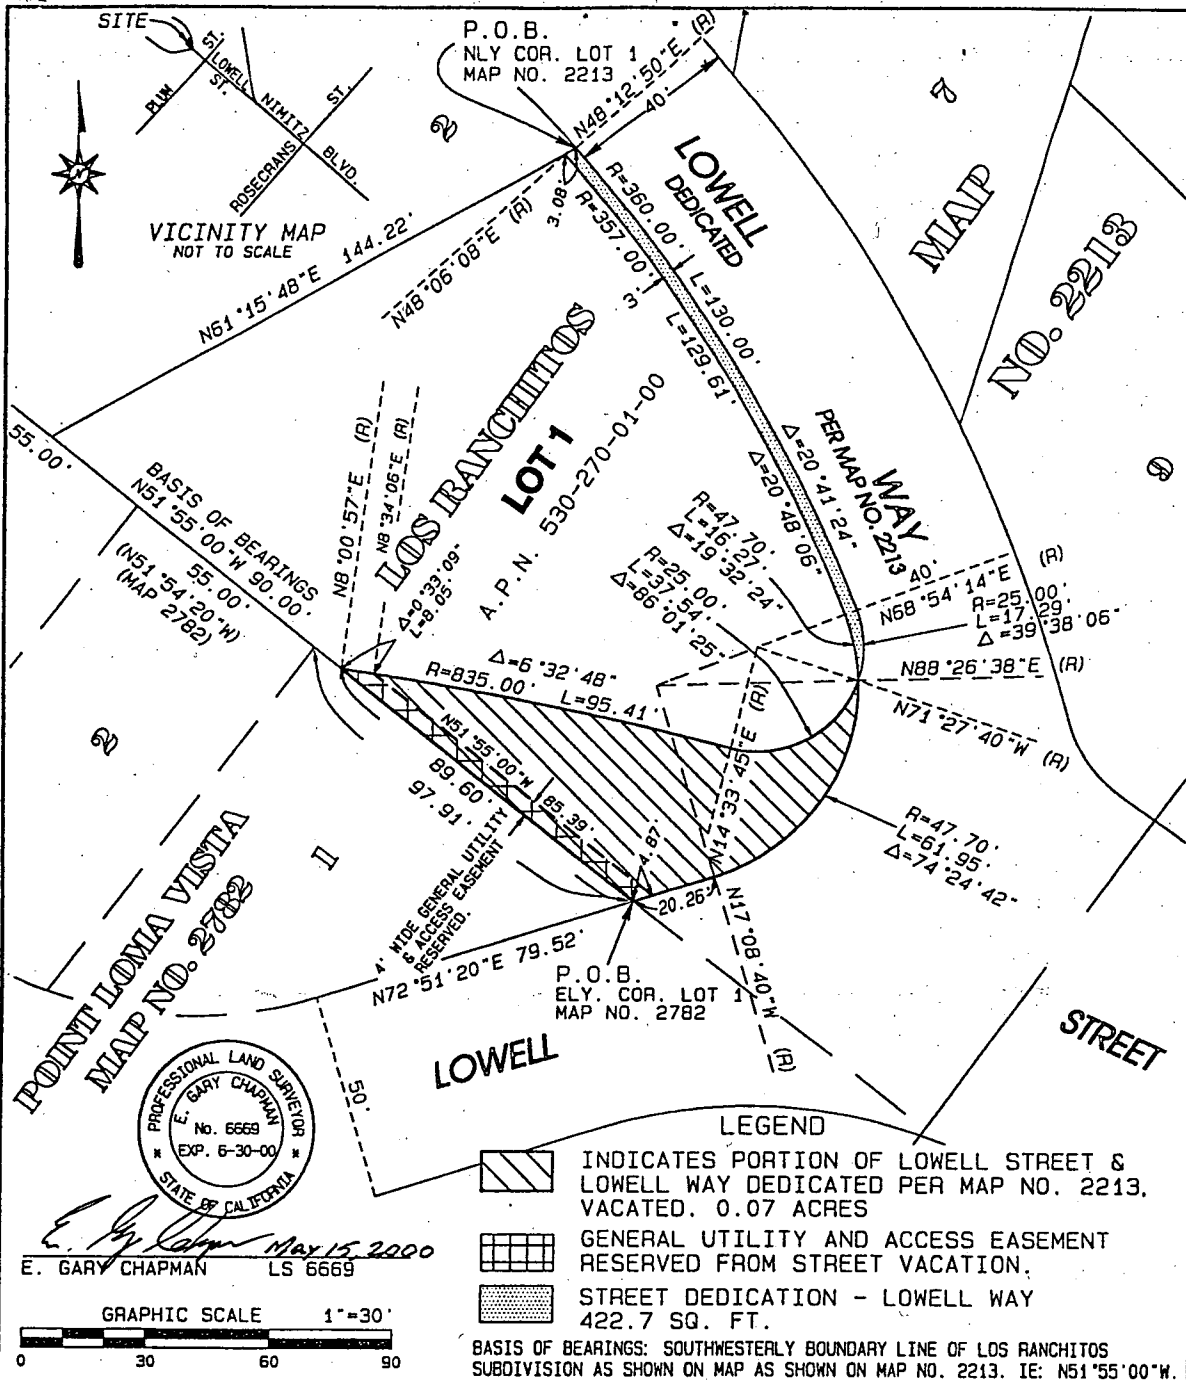 SITE
ST.
LOWELL
ST.
PLUM
NIMITZ
BLVD.
ST.
ROSECRANS
VICINITY MAP
NOT TO SCALE
N
P.O.B.
NLY COR. LOT 1
MAP NO. 2213
N48°12'50"E (R)
40'
2
7
MAP
NO. 2213
9
LOWELL
DEDICATED
PER MAP NO. 2213
WAY
N61°15'48"E 144.22'
N48°06'08"E (R)
3.08'
R=360.00'
R=357.00'
3'
L=130.00'
L=129.61'
Δ=20°41'24"
Δ=20°48'06"
55.00'
BASIS OF BEARINGS
N51°55'00"W 90.00'
55.00'
(N51°54'20"W)
(MAP 2782)
N8°00'57"E (R)
N8°34'06"E (R)
LOS RANCHITOS
LOT 1
A.P.N. 530-270-01-00
Δ=0°33'09"
L=8.05'
R=47.70'
L=16.27'
Δ=19°32'24"
R=25.00'
L=37.54'
Δ=86°01'25"
40'
N68°54'14"E (R)
R=25.00'
L=17.29'
Δ=39°38'06"
N88°26'38"E (R)
N71°27'40"W (R)
Δ=6°32'48"
R=835.00' L=95.41'
N14°33'45"E (R)
N51°55'00"W
85.39'
89.60'
97.91'
4' WIDE GENERAL UTILITY
& ACCESS EASEMENT
RESERVED.
4.87'
20.26'
R=47.70'
L=61.95'
Δ=74°24'42"
N17°08'40"W (R)
N72°51'20"E 79.52'
P.O.B.
ELY. COR. LOT 1
MAP NO. 2782
2
1
POINT LOMA VISTA
MAP NO. 2782
LOWELL
STREET
50'
PROFESSIONAL LAND SURVEYOR
E. GARY CHAPMAN
No. 6669
EXP. 6-30-00
* STATE OF CALIFORNIA *
May 15, 2000
E. GARY CHAPMAN LS 6669
GRAPHIC SCALE 1"=30'
0 30 60 90
LEGEND
INDICATES PORTION OF LOWELL STREET &
LOWELL WAY DEDICATED PER MAP NO. 2213,
VACATED. 0.07 ACRES
GENERAL UTILITY AND ACCESS EASEMENT
RESERVED FROM STREET VACATION.
STREET DEDICATION - LOWELL WAY
422.7 SQ. FT.
BASIS OF BEARINGS: SOUTHWESTERLY BOUNDARY LINE OF LOS RANCHITOS
SUBDIVISION AS SHOWN ON MAP AS SHOWN ON MAP NO. 2213. IE: N51°55'00"W.